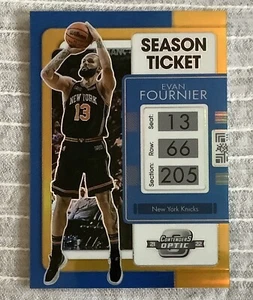 SEASON
TICKET
EVAN
FOURNIER
Seat:
13
Row:
66
Section:
205
New York Knicks
NEW YORK
13
CONTENDERS
OPTIC